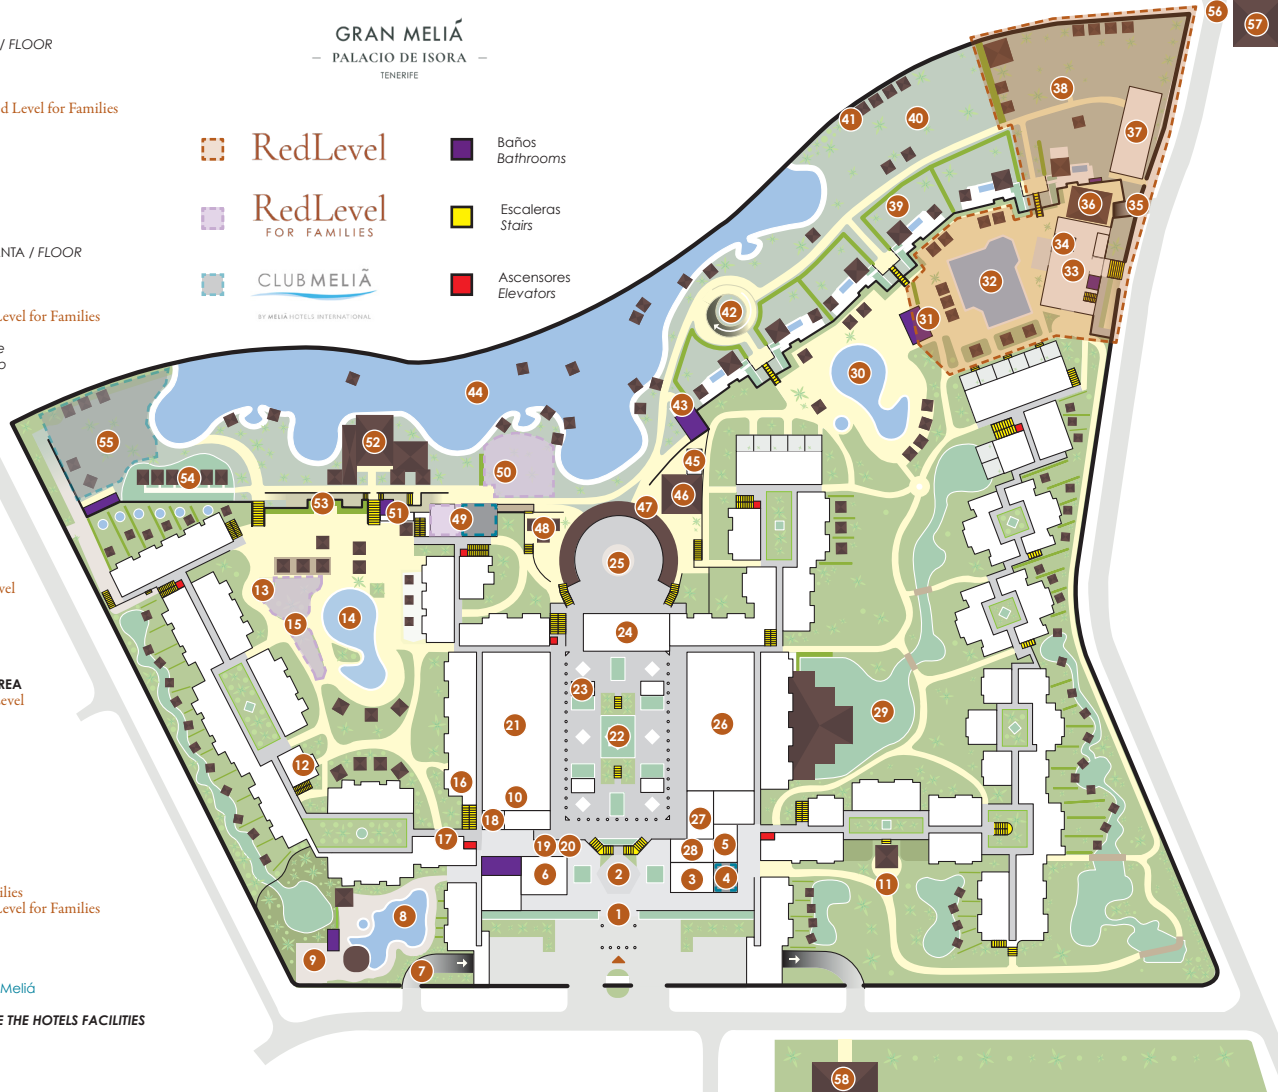 / FLOOR
d Level for Families
NTA / FLOOR
evel for Families
e
o
vel
REA
evel
ilies
evel for Families
Meliá
E THE HOTELS FACILITIES
GRAN MELIÁ
— PALACIO DE ISORA —
TENERIFE
RedLevel
RedLevel
FOR FAMILIES
CLUB MELIÃ
BY MELIÁ HOTELS INTERNATIONAL
Baños
Bathrooms
Escaleras
Stairs
Ascensores
Elevators
56
57
38
41
40
37
39
36
35
34
33
32
42
31
30
44
43
55
52
50
45
54
46
53
51
49
47
48
25
13
14
15
24
23
21
26
22
29
12
16
10
18
27
17
19
20
5
28
6
2
3
4
11
8
1
9
7
58